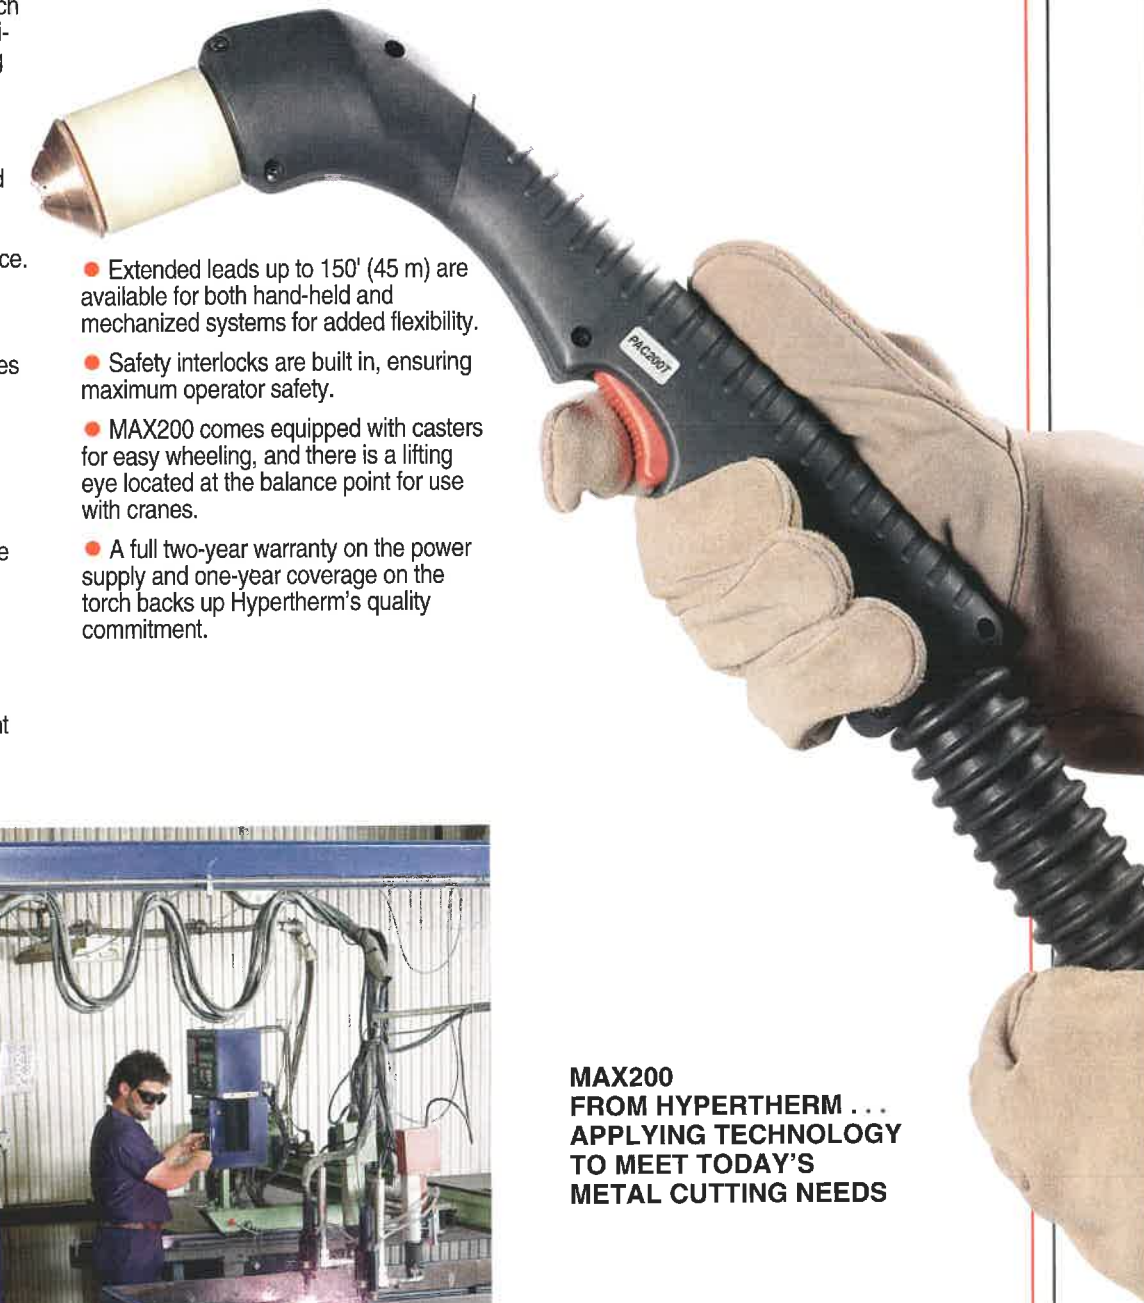 ● Extended leads up to 150' (45 m) are
available for both hand-held and
mechanized systems for added flexibility.
● Safety interlocks are built in, ensuring
maximum operator safety.
● MAX200 comes equipped with casters
for easy wheeling, and there is a lifting
eye located at the balance point for use
with cranes.
● A full two-year warranty on the power
supply and one-year coverage on the
torch backs up Hypertherm's quality
commitment.
PAC200T
MAX200
FROM HYPERTHERM . . .
APPLYING TECHNOLOGY
TO MEET TODAY'S
METAL CUTTING NEEDS